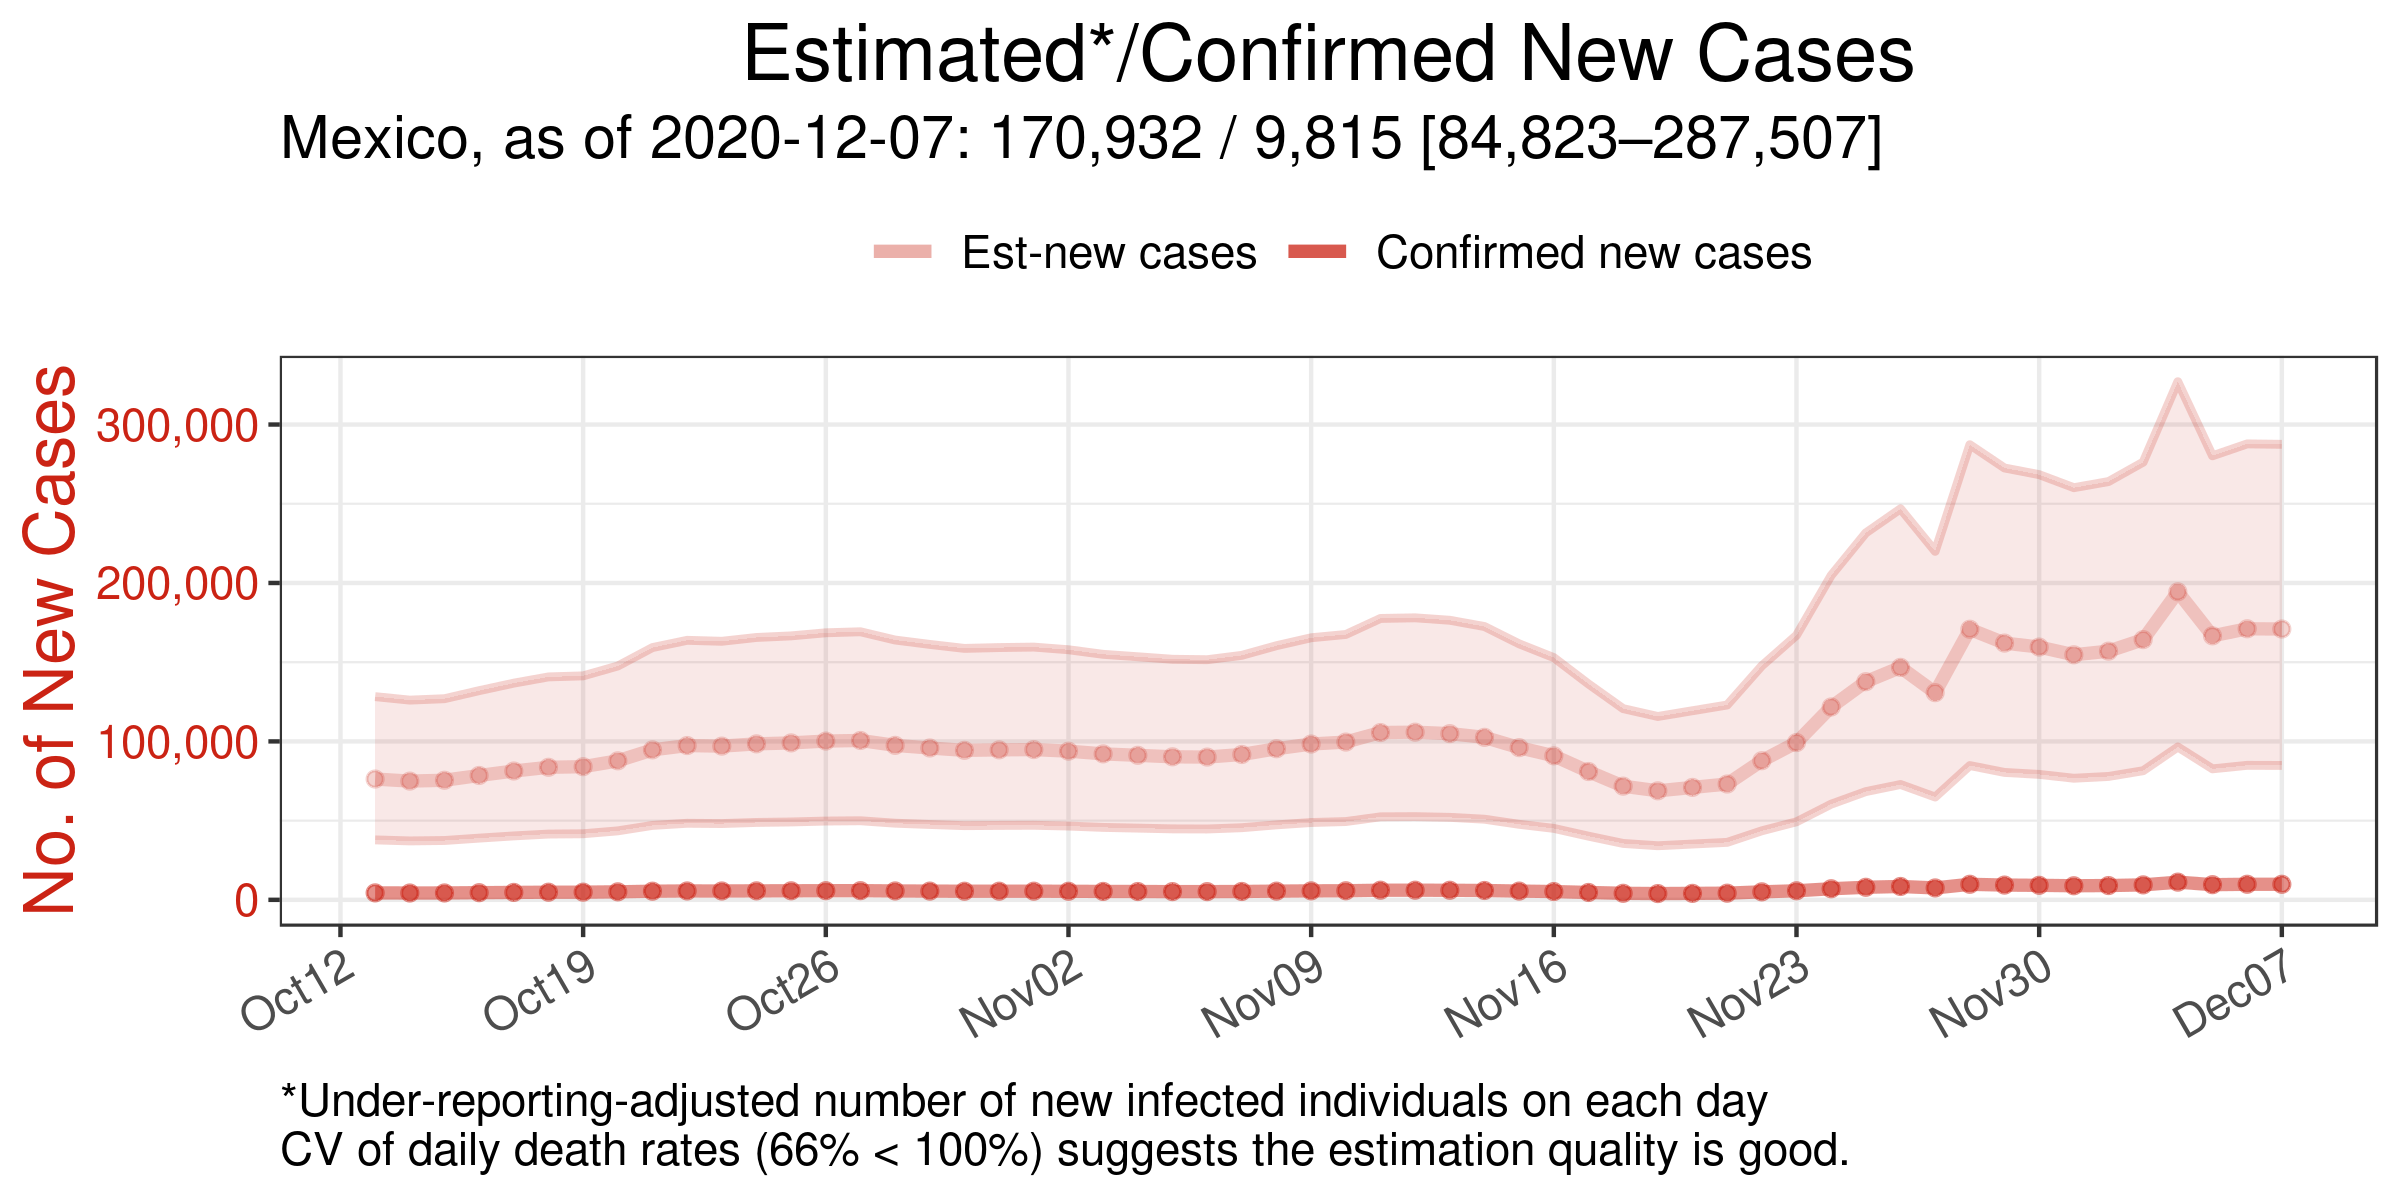 Estimated*/Confirmed New Cases
Mexico, as of 2020-12-07: 170,932 / 9,815 [84,823–287,507]
Est-new cases Confirmed new cases
No. of New Cases
300,000
200,000
100,000
0
Oct12 Oct19 Oct26 Nov02 Nov09 Nov16 Nov23 Nov30 Dec07
*Under-reporting-adjusted number of new infected individuals on each day
CV of daily death rates (66% < 100%) suggests the estimation quality is good.